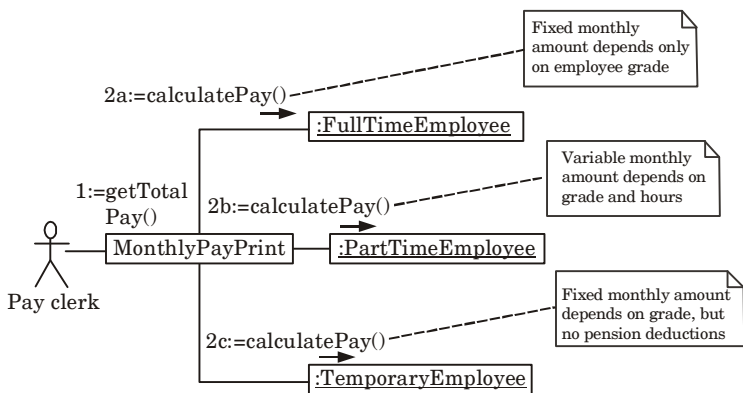 Fixed monthly
amount depends only
on employee grade
2a:=calculatePay()
:FullTimeEmployee
Variable monthly
amount depends on
grade and hours
1:=getTotal
Pay()
2b:=calculatePay()
MonthlyPayPrint
:PartTimeEmployee
Pay clerk
Fixed monthly amount
depends on grade, but
no pension deductions
2c:=calculatePay()
:TemporaryEmployee